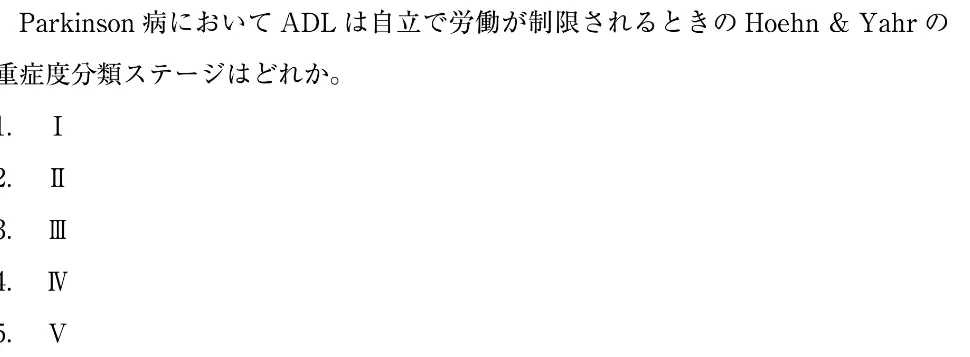 Parkinson 病において ADL は自立で労働が制限されるときの Hoehn & Yahr の
重症度分類ステージはどれか。
1. Ⅰ
2. Ⅱ
3. Ⅲ
4. Ⅳ
5. Ⅴ